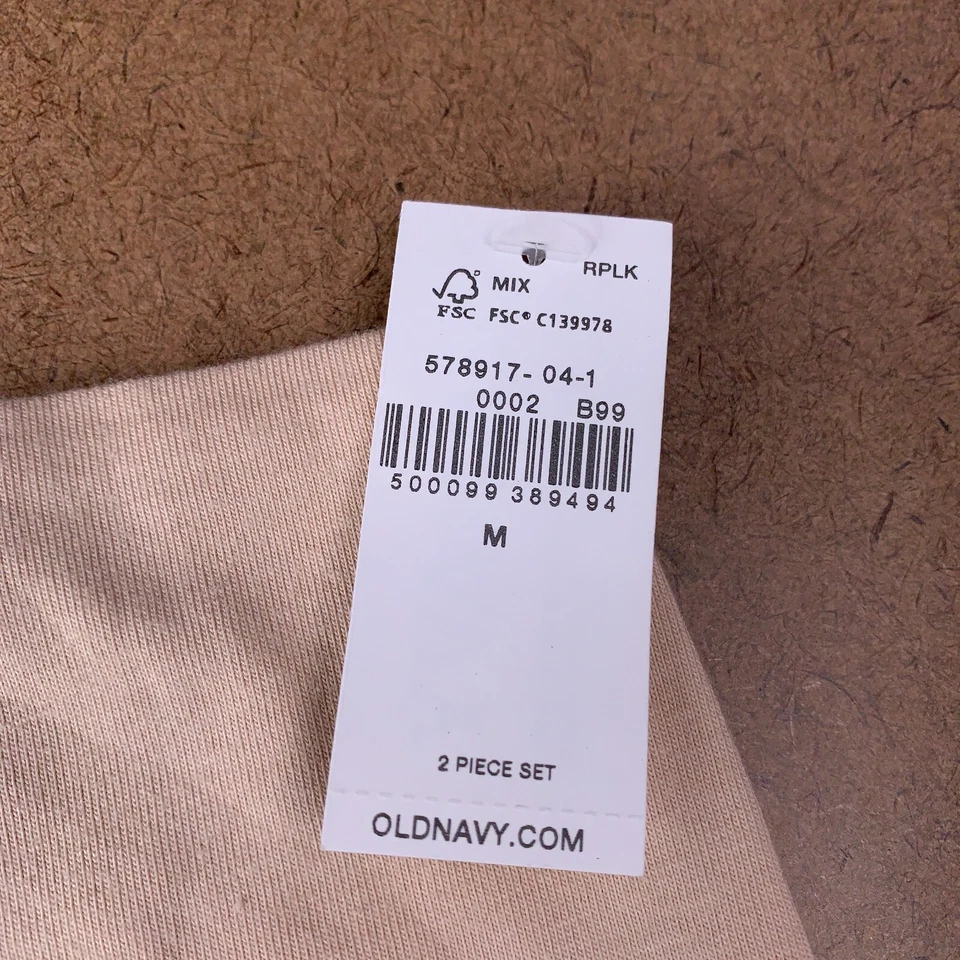 RPLK
MIX
FSC FSC® C139978
578917- 04-1
0002 B99
500099 389494
M
2 PIECE SET
OLDNAVY.COM